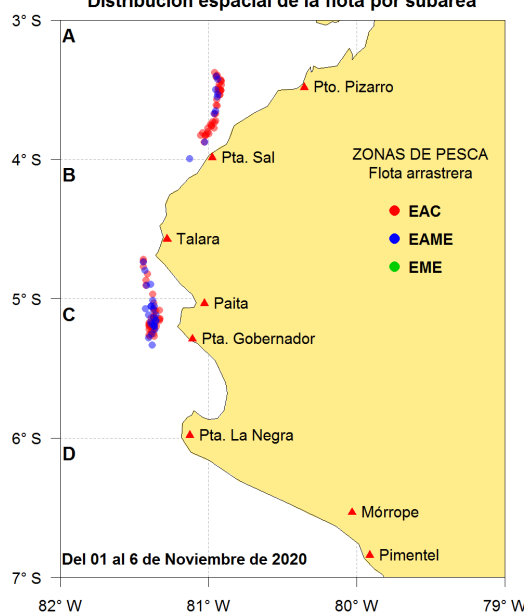 Distribución espacial de la flota por subárea
3° S
A
Pto. Pizarro
4° S
Pta. Sal
B
ZONAS DE PESCA
Flota arrastrera
EAC
Talara
EAME
EME
5° S
Paita
C
Pta. Gobernador
Pta. La Negra
6° S
D
Mórrope
Pimentel
Del 01 al 6 de Noviembre de 2020
7° S
82° W
81° W
80° W
79° W